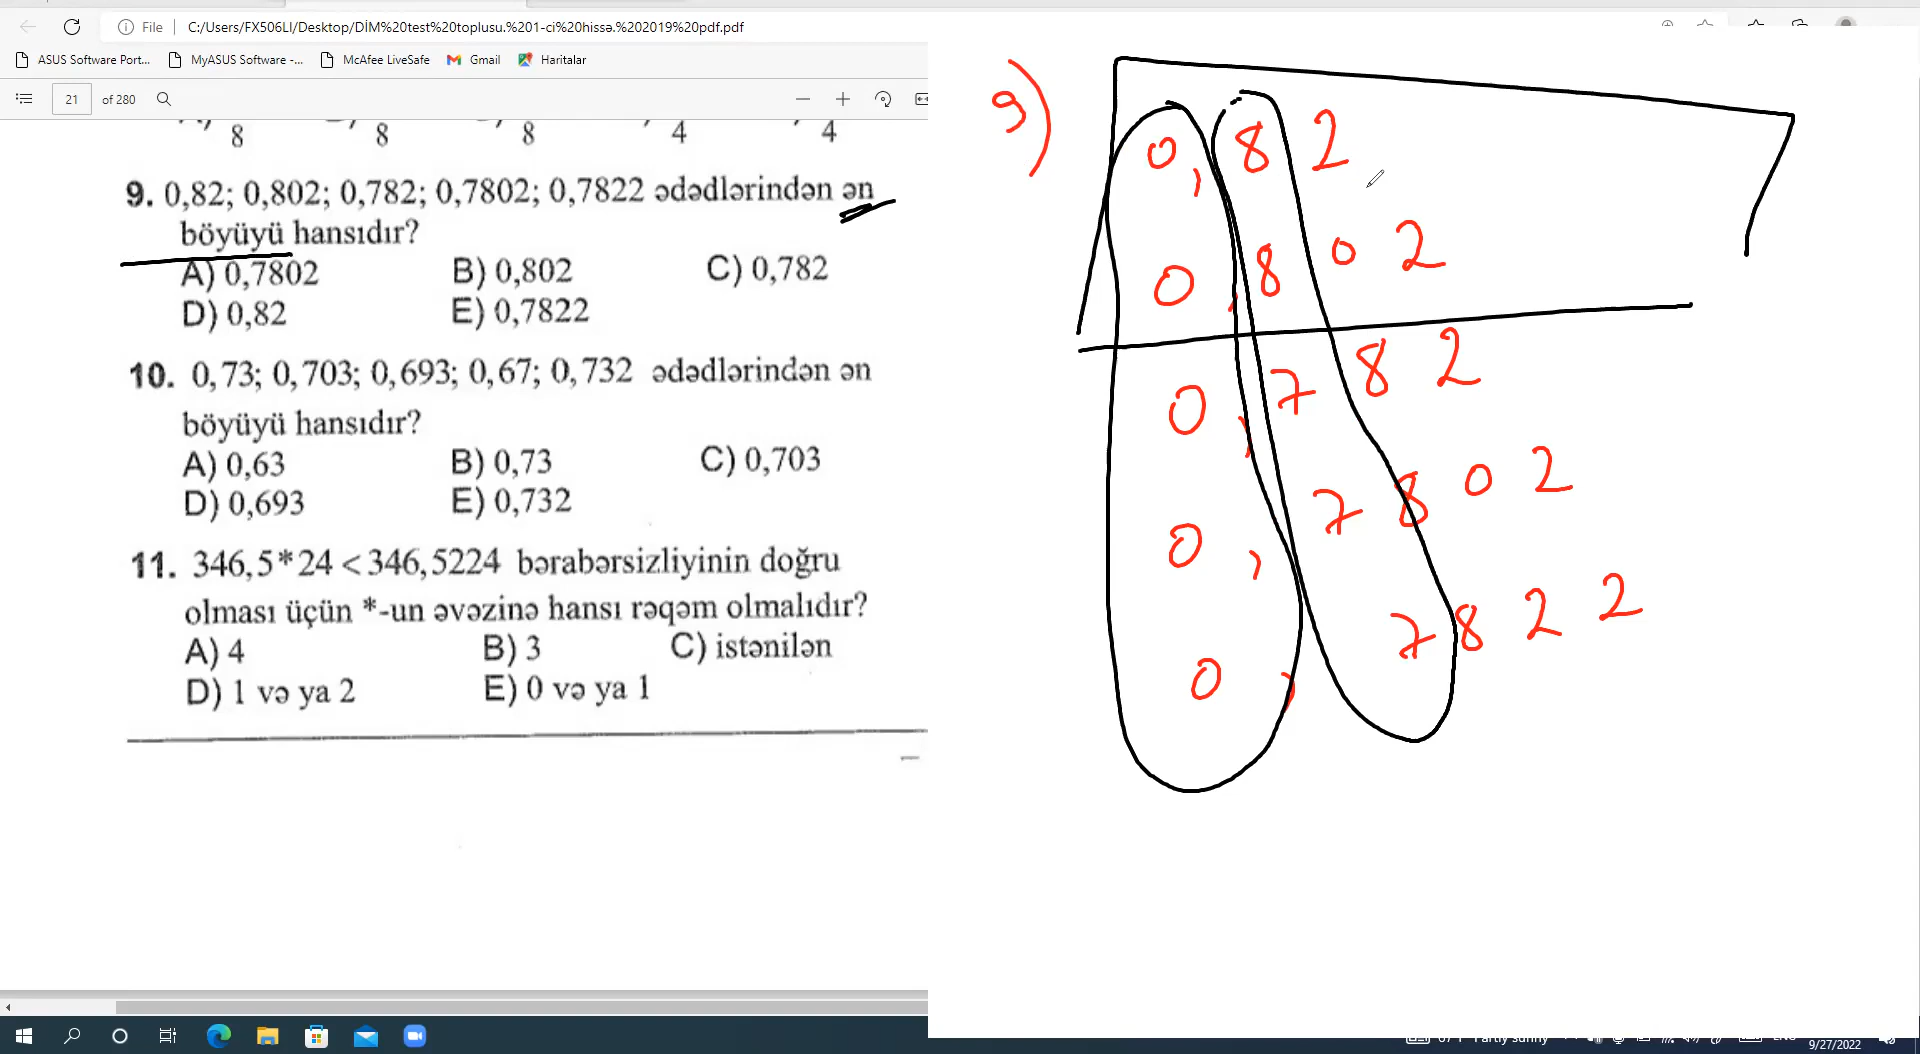 File C:/Users/FX506LI/Desktop/DİM%20test%20toplusu.%201-ci%20hissə.%202019%20pdf.pdf
ASUS Software Port... MyASUS Software -... McAfee LiveSafe Gmail Haritalar
21 of 280
8 8 8 4 4
9. 0,82; 0,802; 0,782; 0,7802; 0,7822 ədədlərindən ən
böyüyü hansıdır?
A) 0,7802 B) 0,802 C) 0,782
D) 0,82 E) 0,7822
10. 0,73; 0,703; 0,693; 0,67; 0,732 ədədlərindən ən
böyüyü hansıdır?
A) 0,63 B) 0,73 C) 0,703
D) 0,693 E) 0,732
11. 346,5*24 < 346,5224 bərabərsizliyinin doğru
olması üçün *-un əvəzinə hansı rəqəm olmalıdır?
A) 4 B) 3 C) istənilən
D) 1 və ya 2 E) 0 və ya 1
9)
0,82
0,802
0,782
0,7802
0,7822
9/27/2022